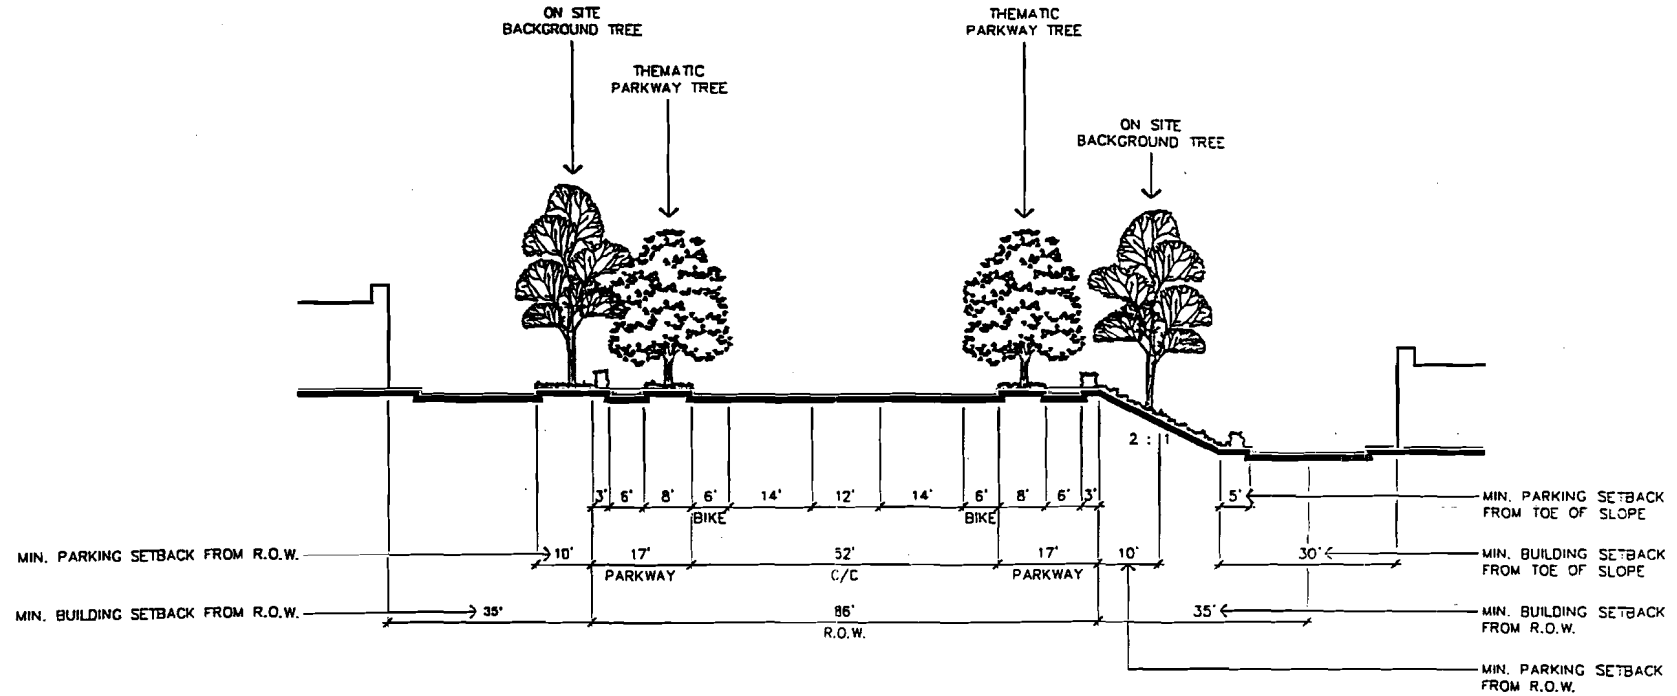 ON SITE
BACKGROUND TREE
THEMATIC
PARKWAY TREE
THEMATIC
PARKWAY TREE
ON SITE
BACKGROUND TREE
2 : 1
3' 6' 8' 6' 14' 12' 14' 6' 8' 6' 3' 5'
BIKE BIKE
MIN. PARKING SETBACK
FROM TOE OF SLOPE
MIN. PARKING SETBACK FROM R.O.W. 10' 17' 52' 17' 10' 30'
PARKWAY C/C PARKWAY
MIN. BUILDING SETBACK
FROM TOE OF SLOPE
MIN. BUILDING SETBACK FROM R.O.W. 35' 86' 35'
R.O.W.
MIN. BUILDING SETBACK
FROM R.O.W.
MIN. PARKING SETBACK
FROM R.O.W.